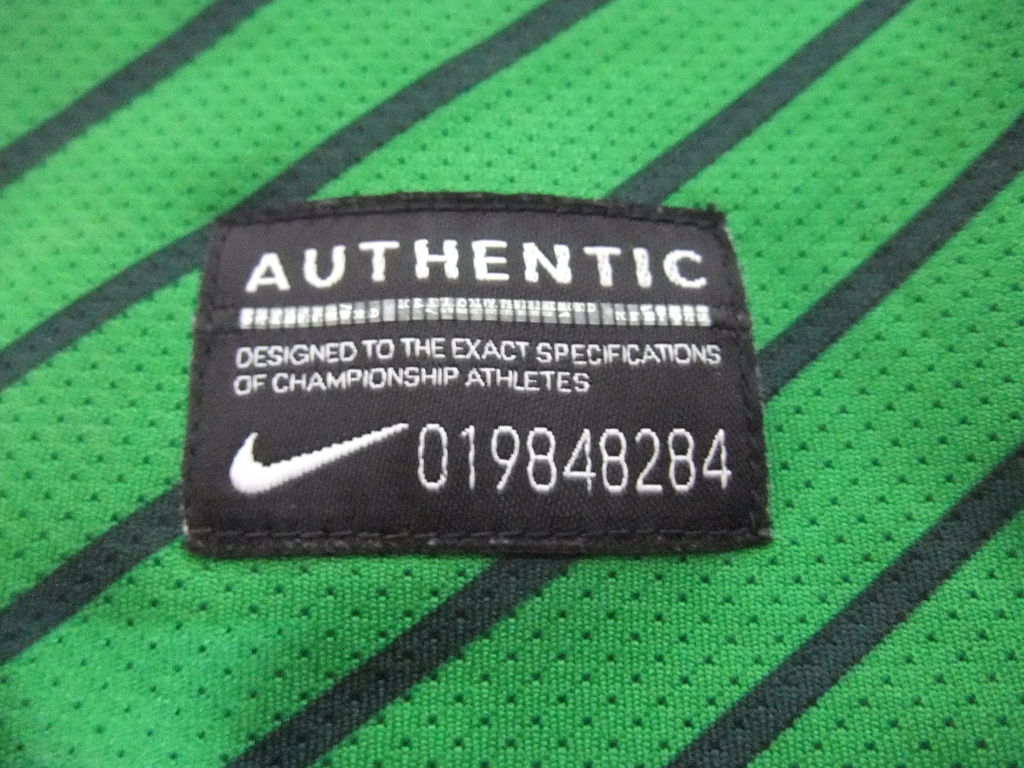 AUTHENTIC
DESIGNED TO THE EXACT SPECIFICATIONS
OF CHAMPIONSHIP ATHLETES
019848284